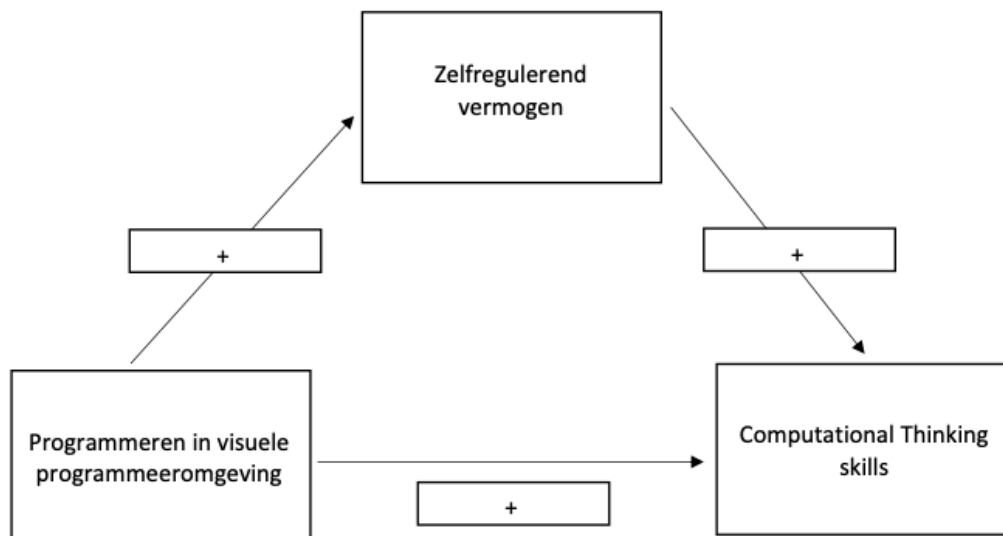 Zelfregulerend
vermogen
+
+
Programmeren in visuele
programmeeromgeving
Computational Thinking
skills
+